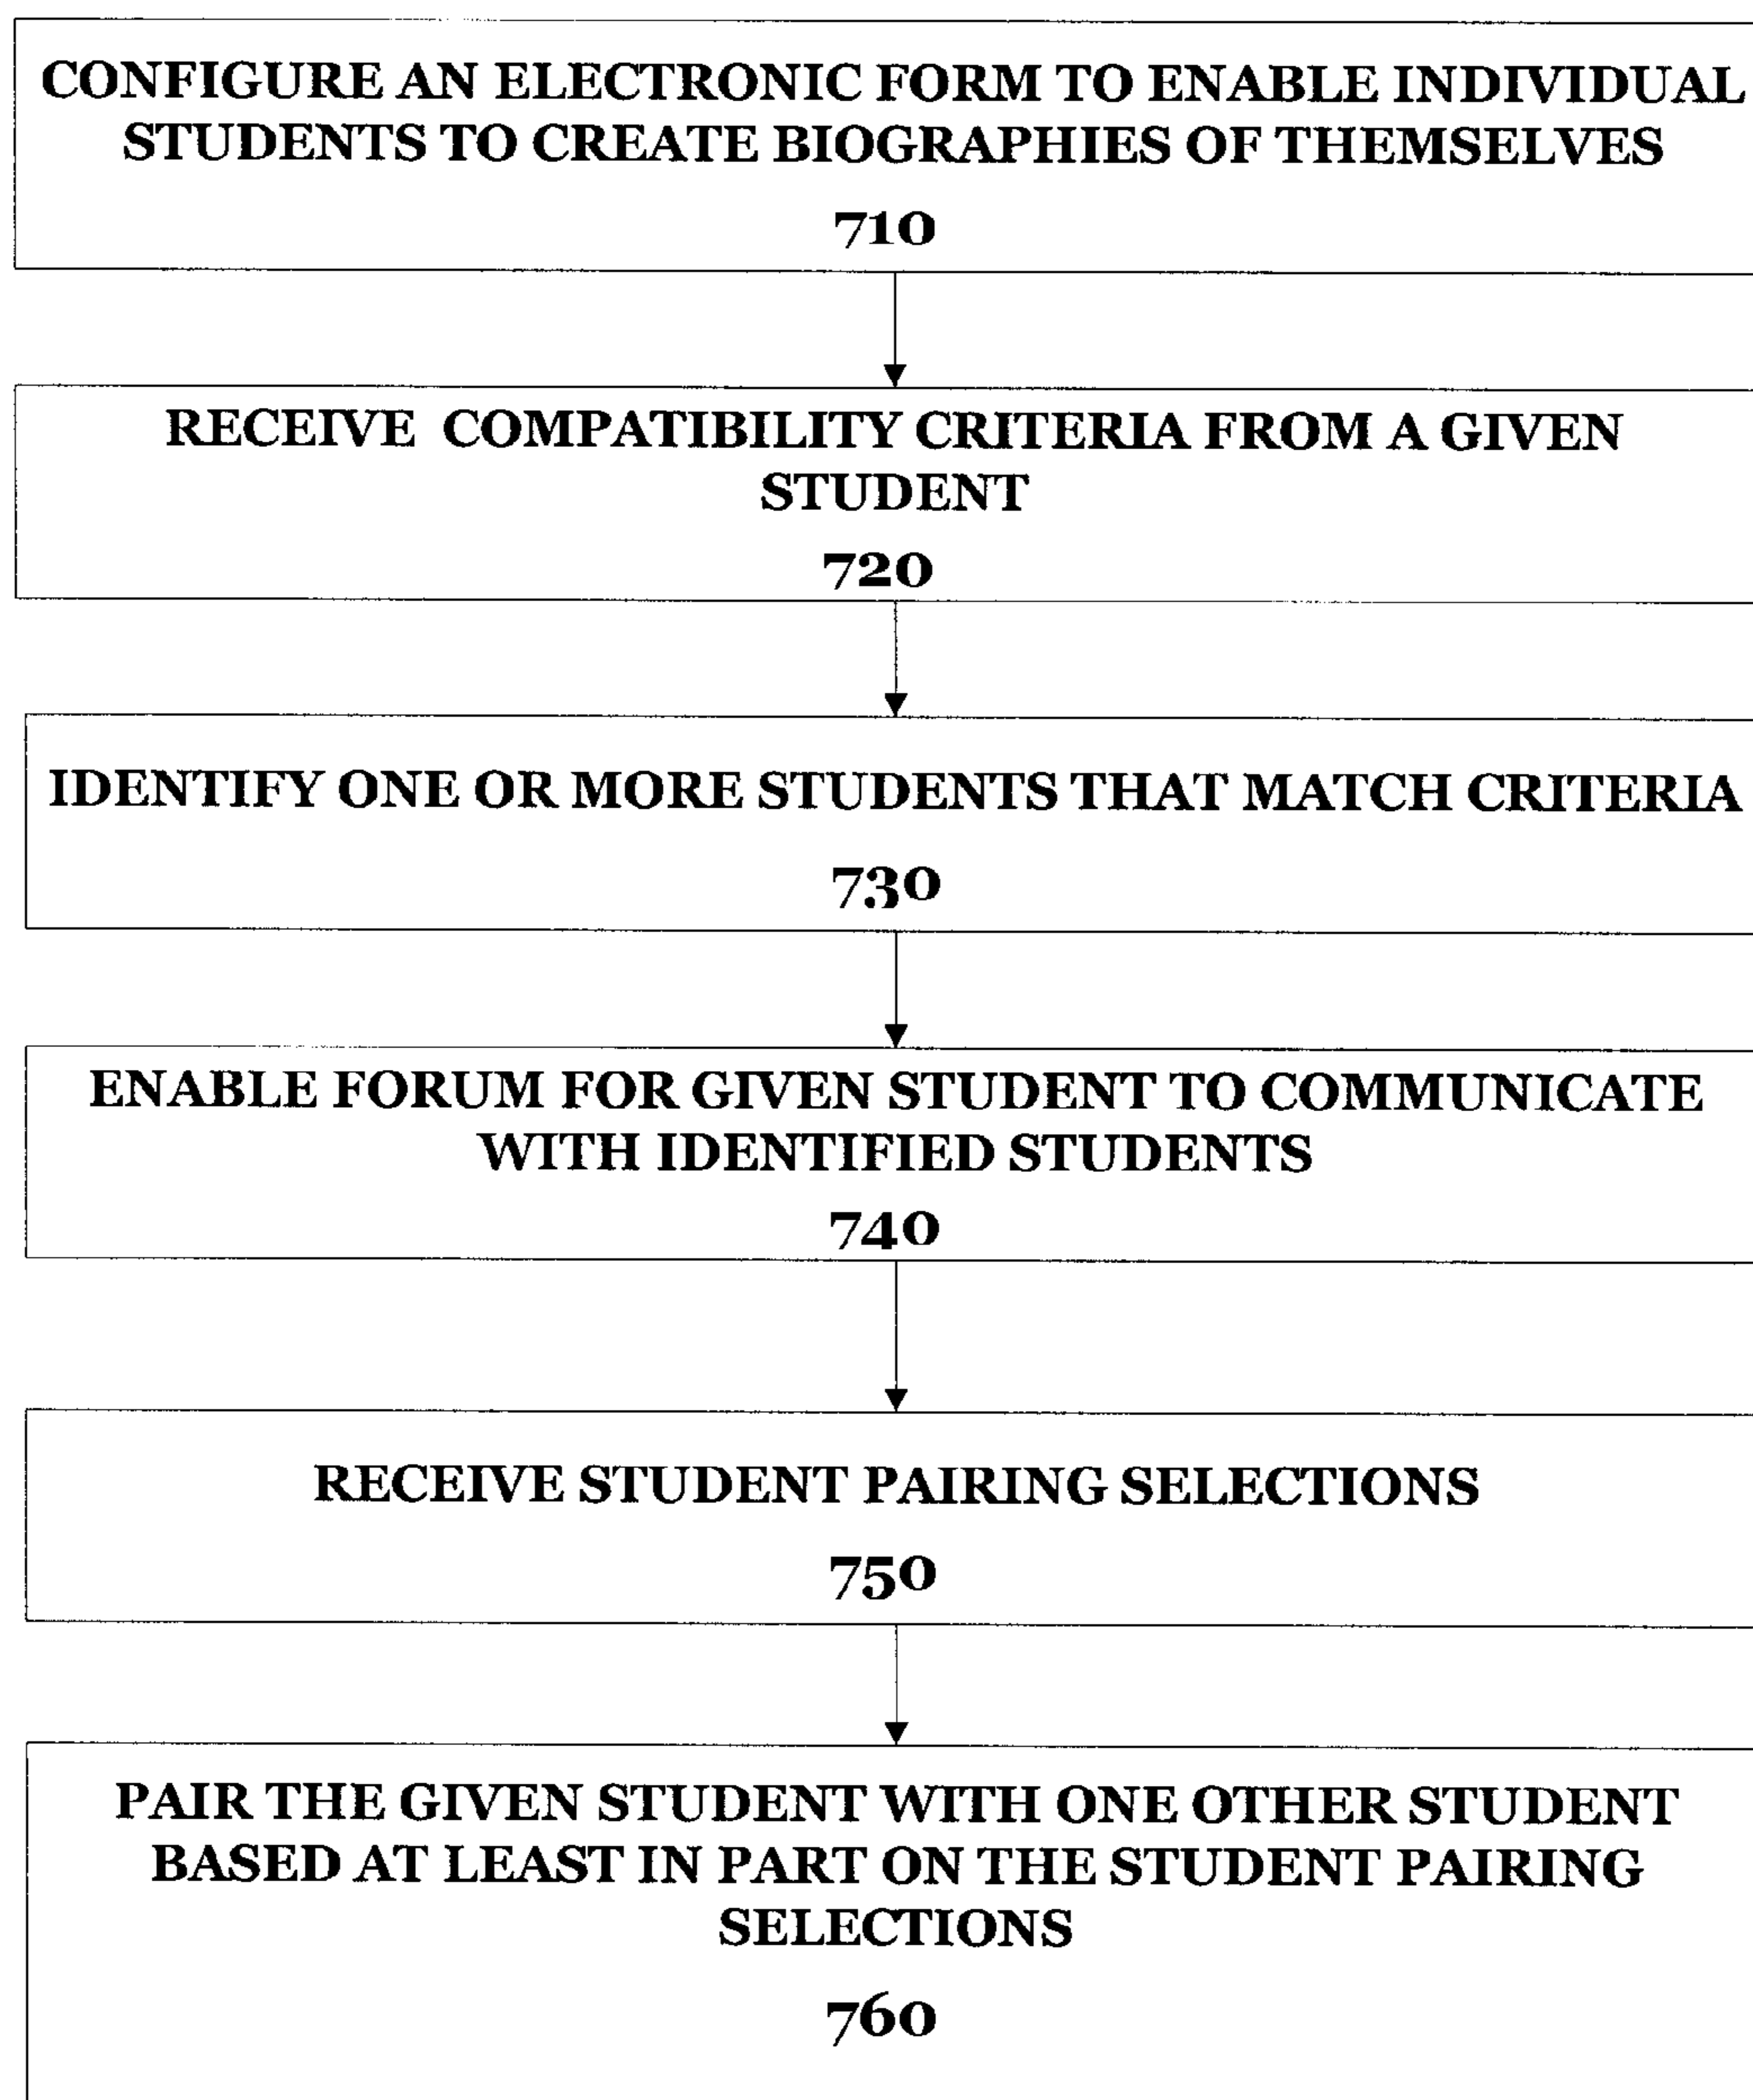 CONFIGURE AN ELECTRONIC FORM TO ENABLE INDIVIDUAL
STUDENTS TO CREATE BIOGRAPHIES OF THEMSELVES
710
RECEIVE COMPATIBILITY CRITERIA FROM A GIVEN
STUDENT
720
IDENTIFY ONE OR MORE STUDENTS THAT MATCH CRITERIA
730
ENABLE FORUM FOR GIVEN STUDENT TO COMMUNICATE
WITH IDENTIFIED STUDENTS
740
RECEIVE STUDENT PAIRING SELECTIONS
750
PAIR THE GIVEN STUDENT WITH ONE OTHER STUDENT
BASED AT LEAST IN PART ON THE STUDENT PAIRING
SELECTIONS
760